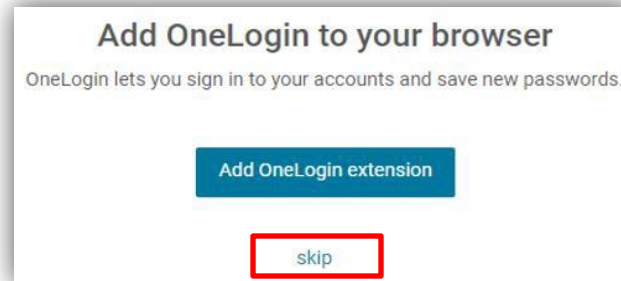 Add OneLogin to your browser
OneLogin lets you sign in to your accounts and save new passwords.
Add OneLogin extension
skip